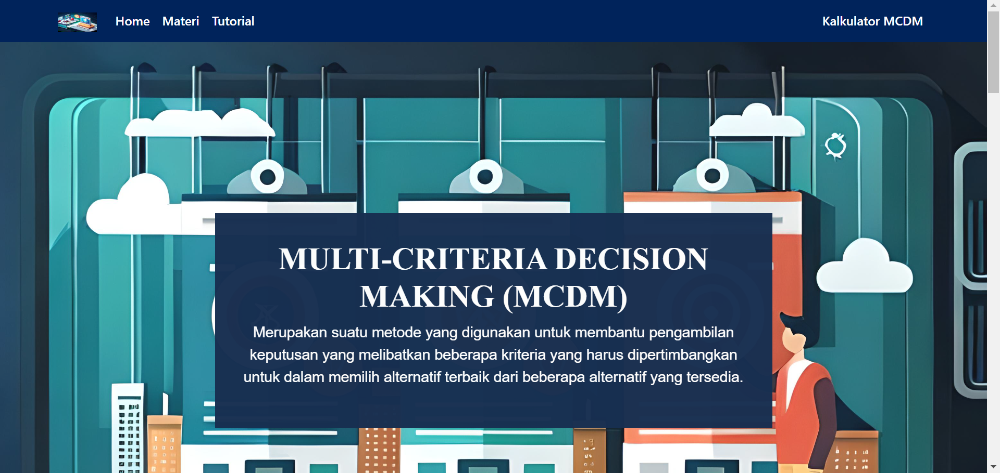 Home Materi Tutorial Kalkulator MCDM
MULTI-CRITERIA DECISION
MAKING (MCDM)
Merupakan suatu metode yang digunakan untuk membantu pengambilan
keputusan yang melibatkan beberapa kriteria yang harus dipertimbangkan
untuk dalam memilih alternatif terbaik dari beberapa alternatif yang tersedia.